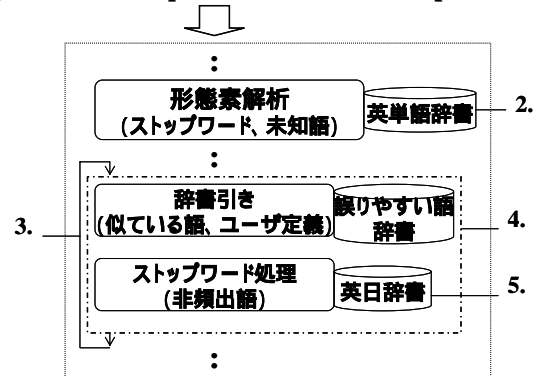 形態素解析
(ストップワード、未知語)
英単語辞書
2.
3.
辞書引き
(似ている語、ユーザ定義)
誤りやすい語
辞書
4.
ストップワード処理
(非頻出語)
英日辞書
5.